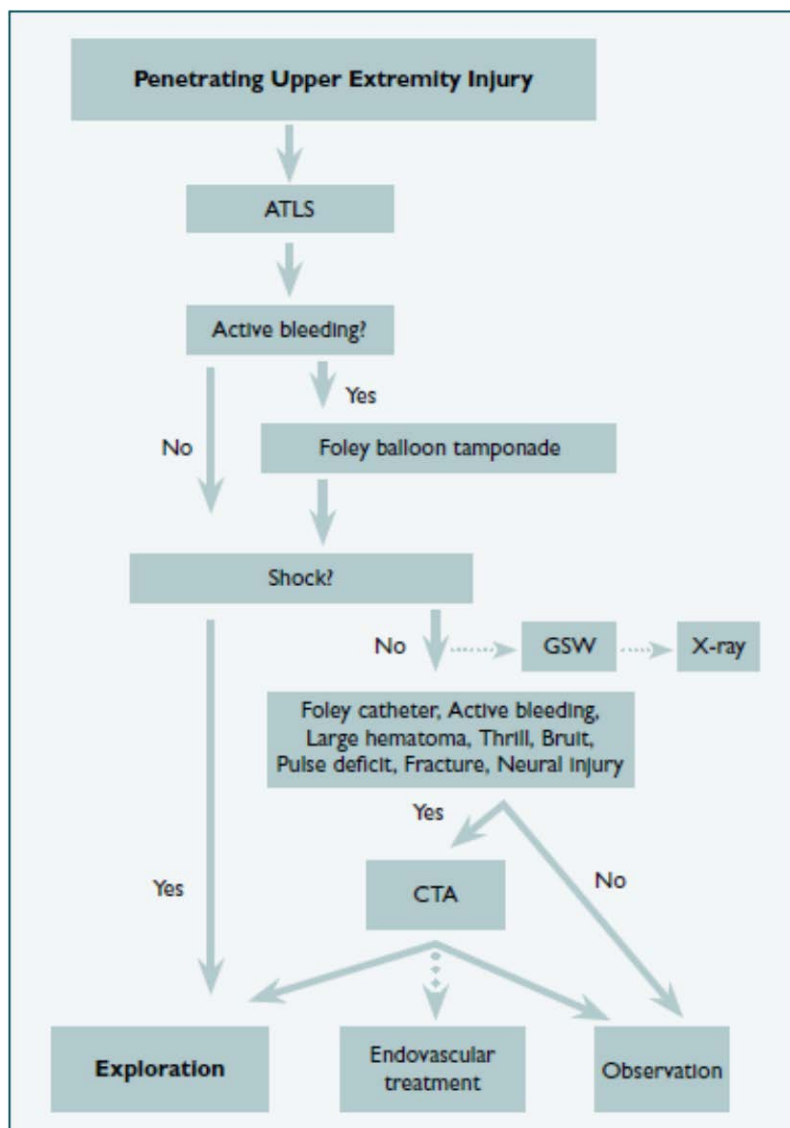 Penetrating Upper Extremity Injury
ATLS
Active bleeding?
Yes
No
Foley balloon tamponade
Shock?
No
GSW
X-ray
Foley catheter, Active bleeding,
Large hematoma, Thrill, Bruit,
Pulse deficit, Fracture, Neural injury
Yes
No
CTA
Yes
Exploration
Endovascular
treatment
Observation